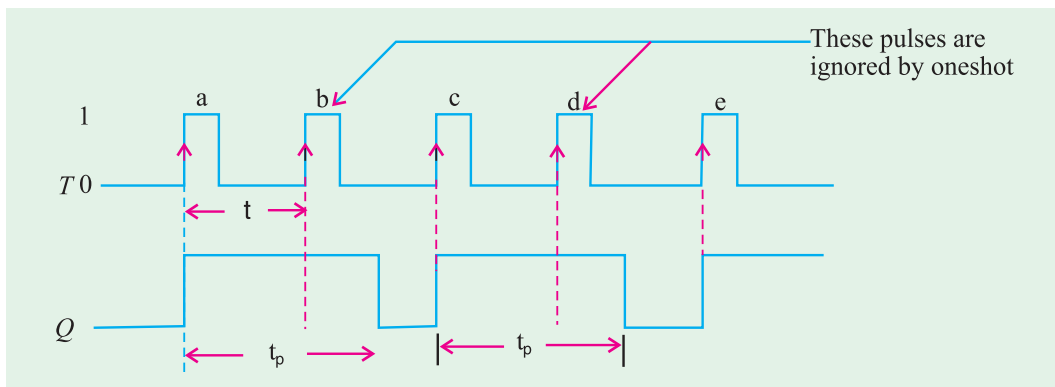 These pulses are
ignored by oneshot
a b c d e
1
T 0
t
Q
tp tp